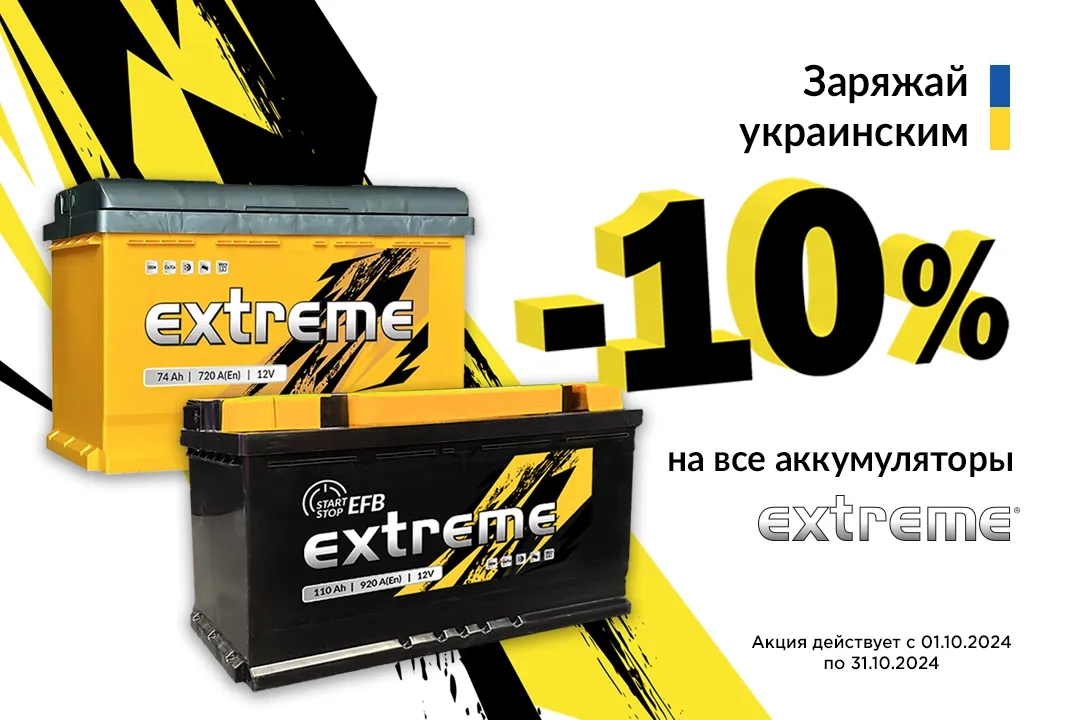 Заряжай
украинским
-10%
на все аккумуляторы
extreme®
Акция действует с 01.10.2024
по 31.10.2024
extreme
74 Ah | 720 A(En) | 12V
START
STOP EFB
extreme
110 Ah | 920 A(En) | 12V